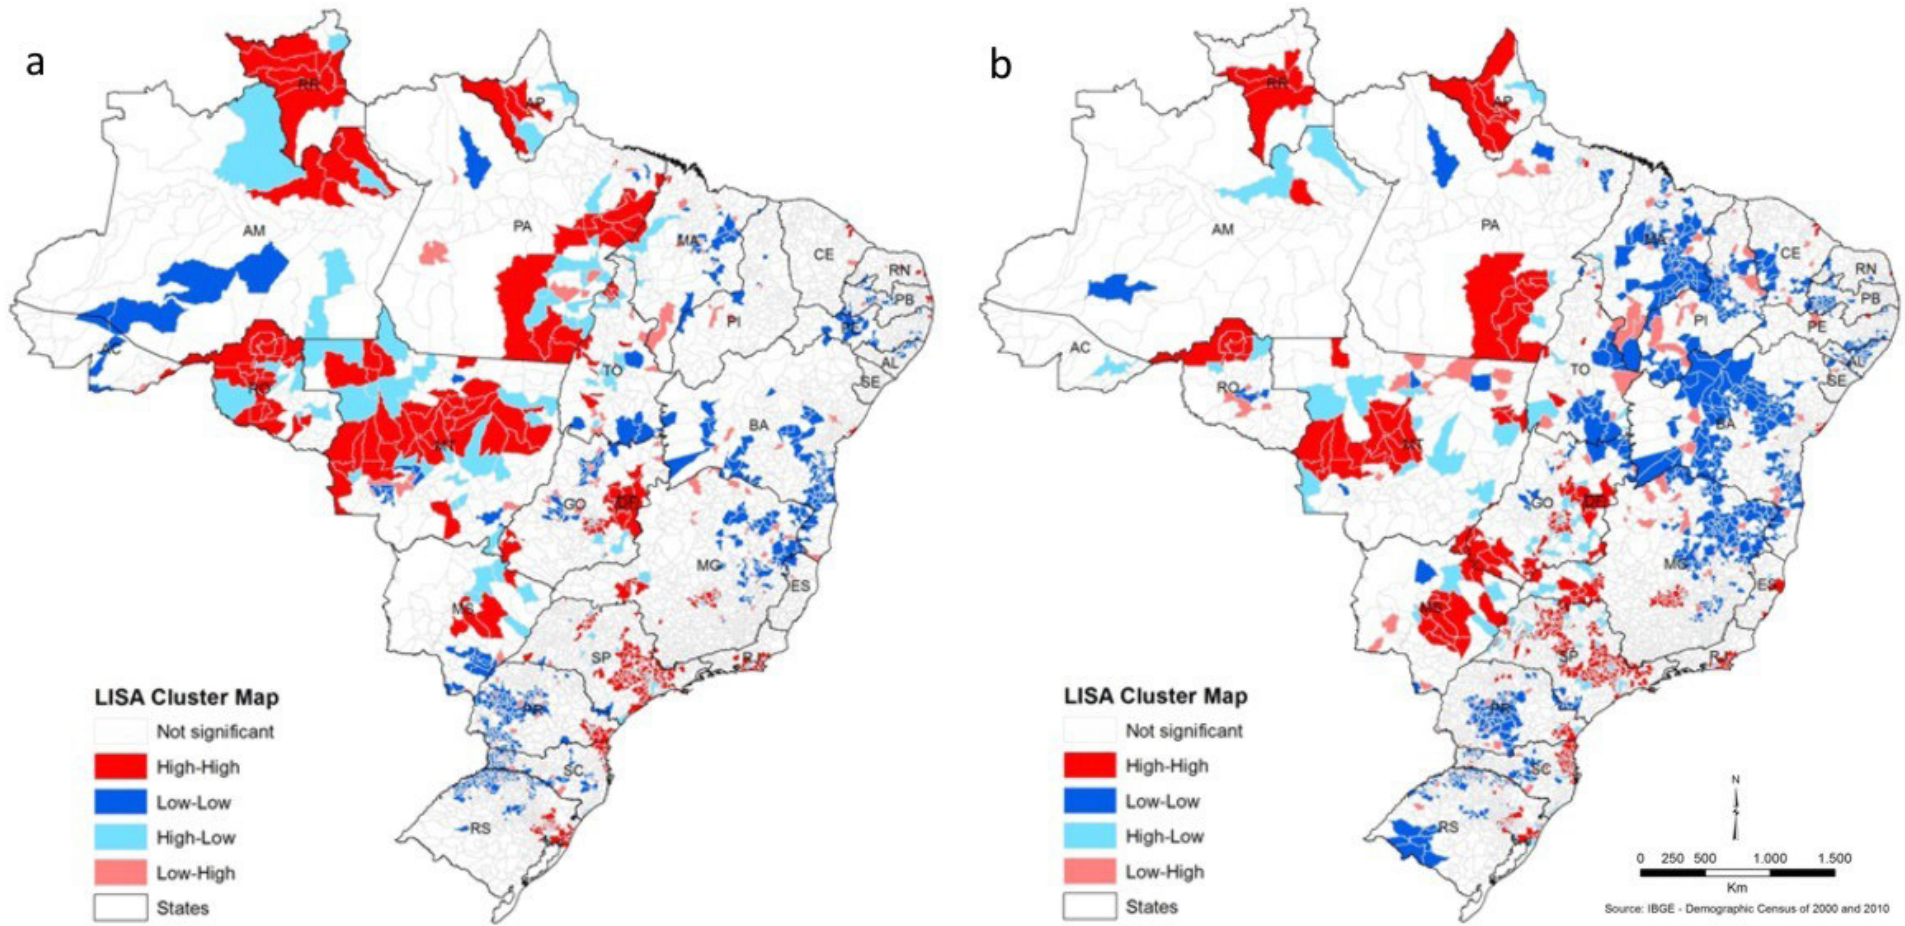 a
RR
AP
AM
PA
MA
CE
RN
PB
PE
PI
AC
AL
TO
SE
RO
BA
MT
GO
DF
MG
ES
MS
SP
RJ
PR
SC
RS
LISA Cluster Map
Not significant
High-High
Low-Low
High-Low
Low-High
States
b
RR
AP
AM
PA
MA
CE
RN
PB
PI
PE
AC
AL
TO
SE
RO
BA
MT
GO
DF
MG
ES
MS
SP
RJ
PR
SC
RS
LISA Cluster Map
Not significant
High-High
Low-Low
High-Low
Low-High
States
N
0 250 500 1.000 1.500
Km
Source: IBGE - Demographic Census of 2000 and 2010